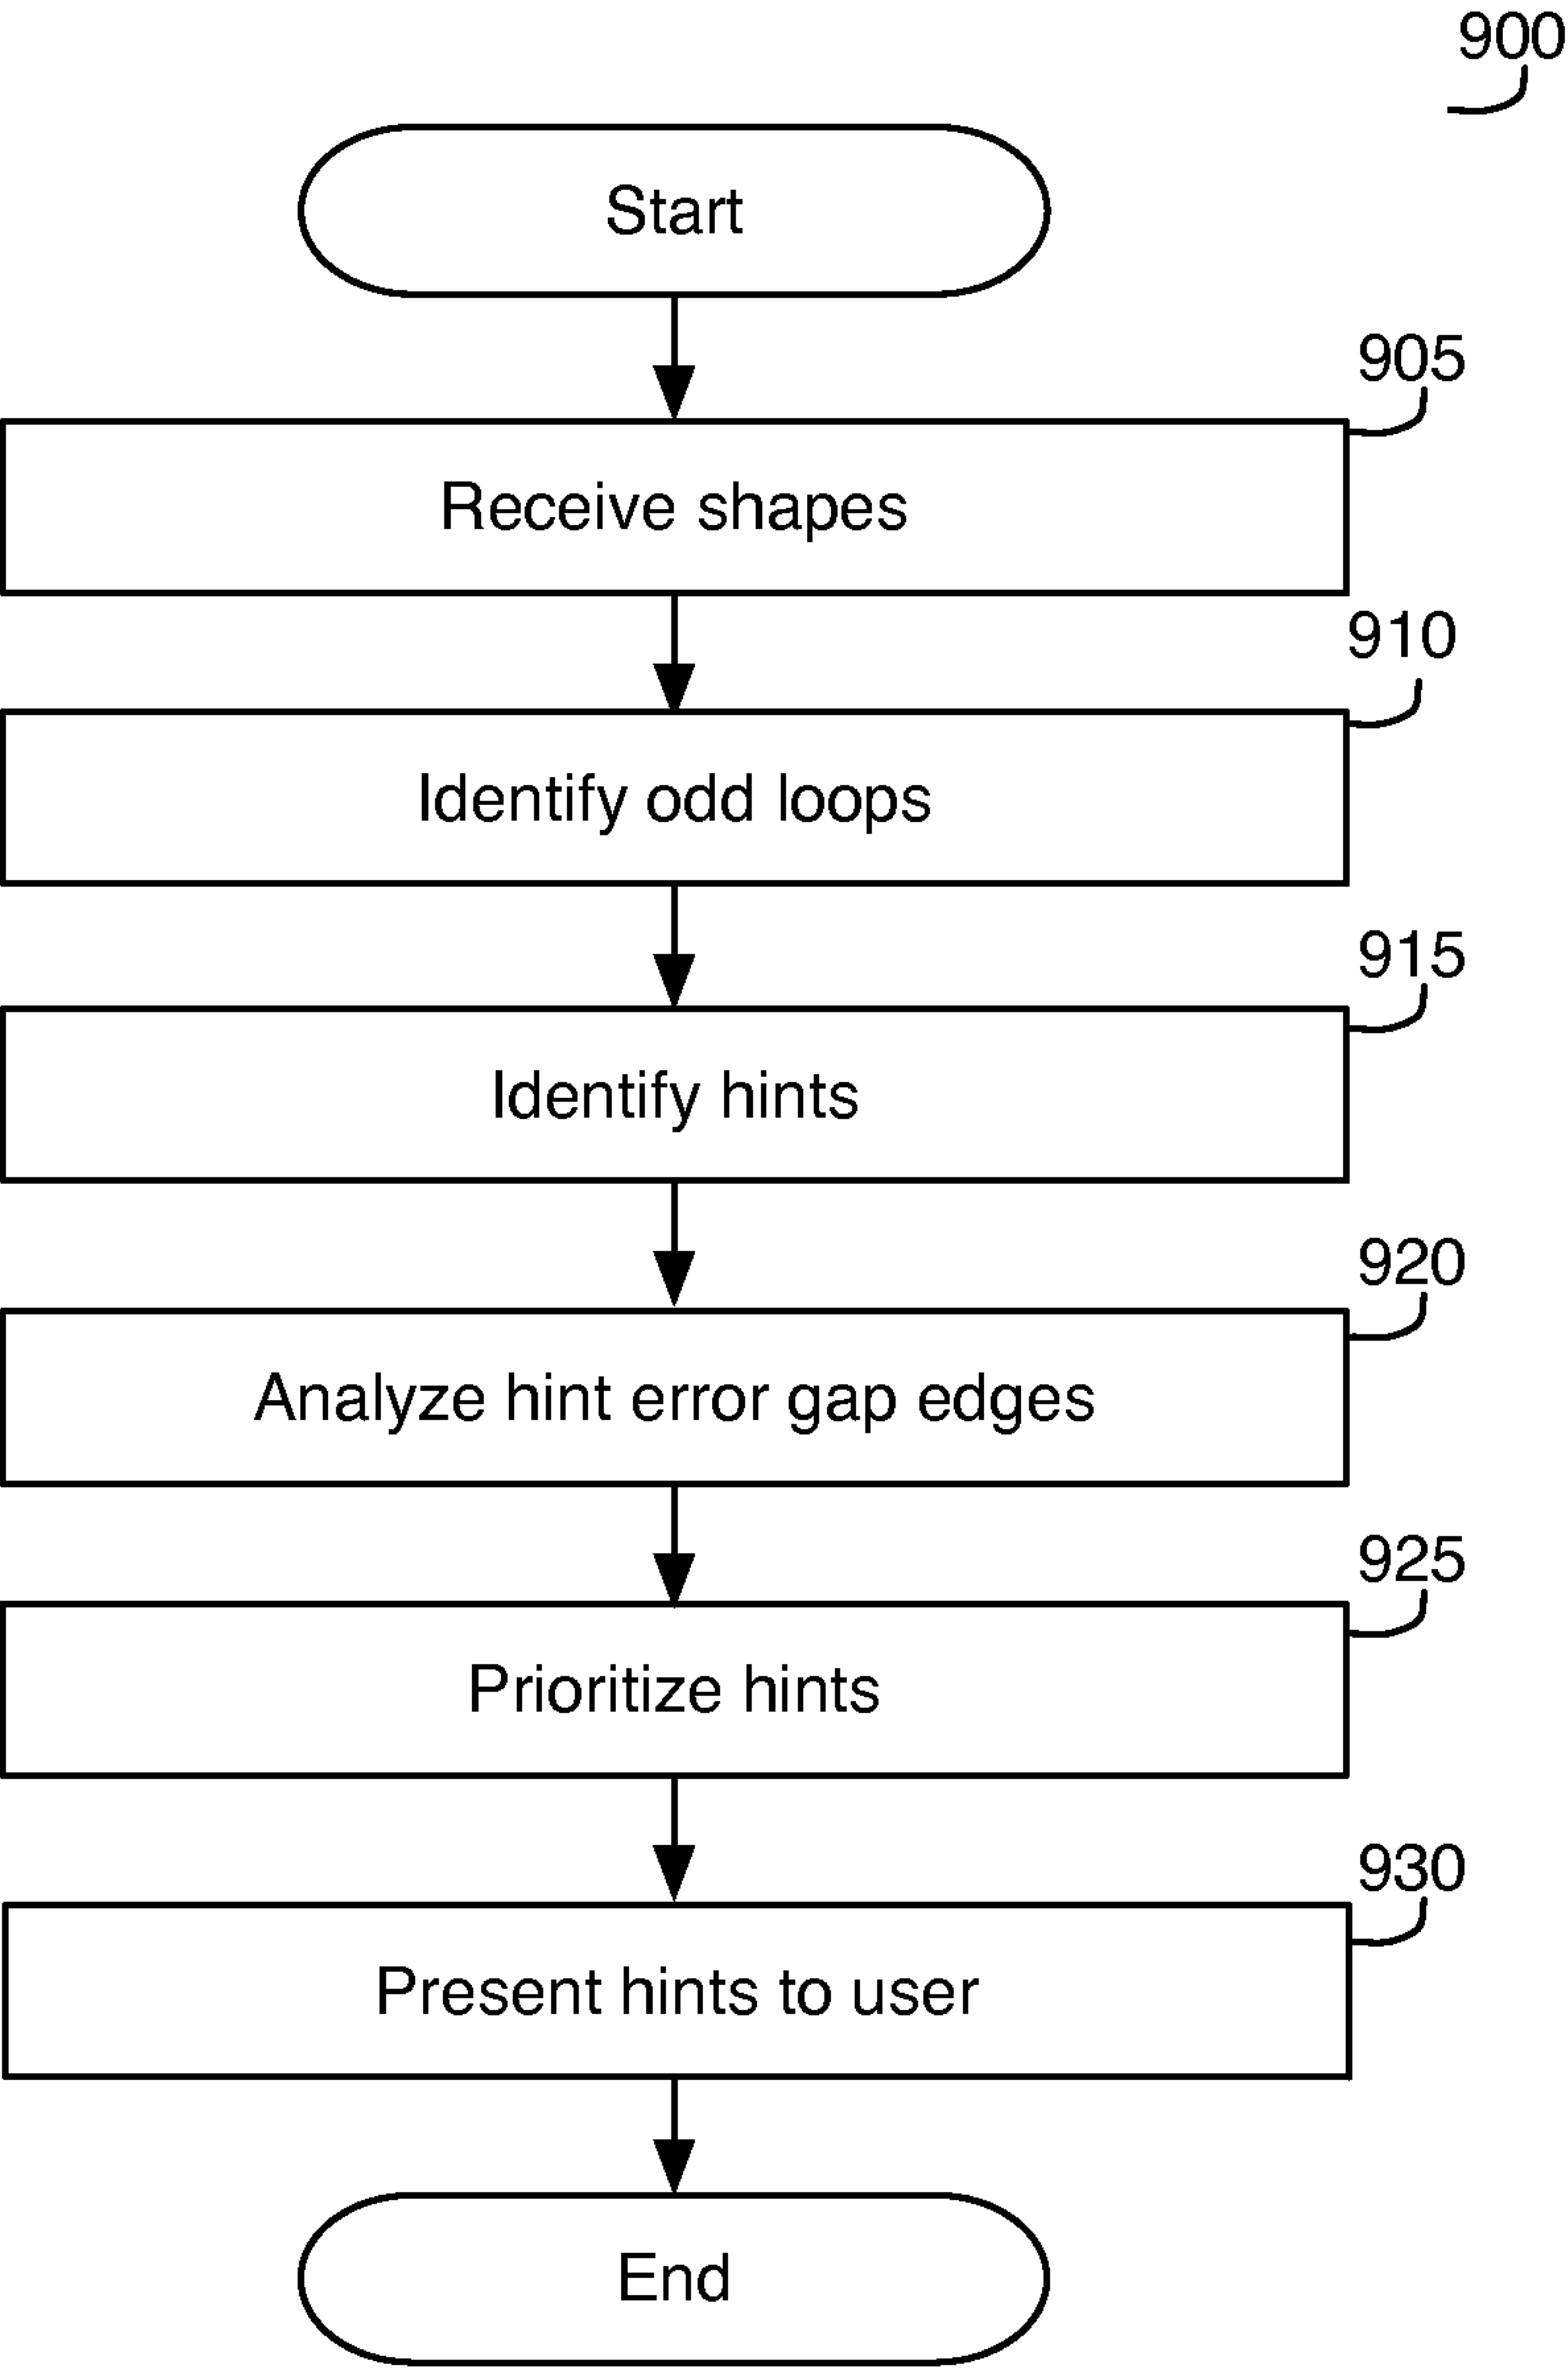 900
Start
905
Receive shapes
910
Identify odd loops
915
Identify hints
920
Analyze hint error gap edges
925
Prioritize hints
930
Present hints to user
End